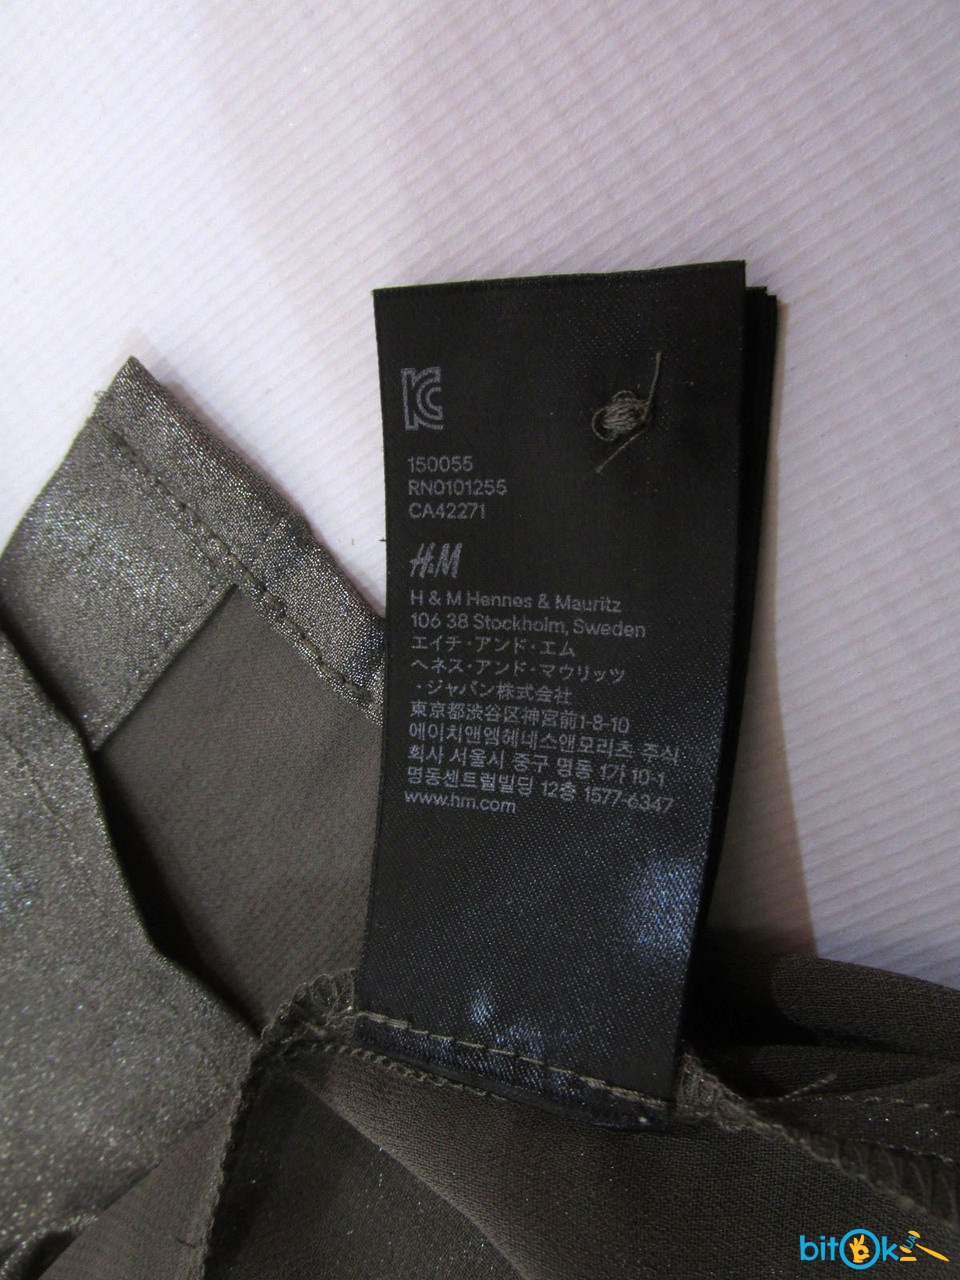 KC
150055
RN0101255
CA42271
H&M
H & M Hennes & Mauritz
106 38 Stockholm, Sweden
エイチ・アンド・エム
ヘネス・アンド・マウリッツ
・ジャパン株式会社
東京都渋谷区神宮前1-8-10
에이치앤엠헤네스앤모리츠 주식
회사 서울시 중구 명동 1가 10-1
명동센트럴빌딩 12층 1577-6347
www.hm.com
bitOk